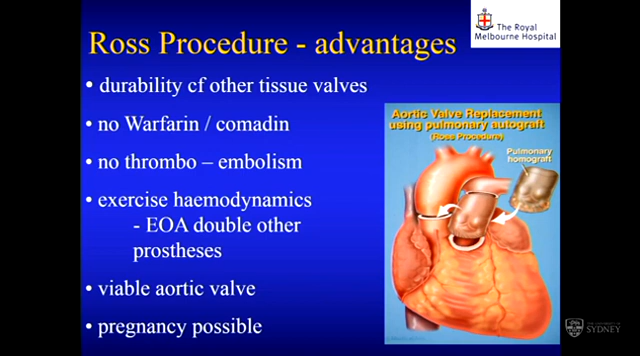 The Royal
Melbourne Hospital
Ross Procedure - advantages
• durability cf other tissue valves
• no Warfarin / comadin
• no thrombo – embolism
• exercise haemodynamics
- EOA double other
prostheses
• viable aortic valve
• pregnancy possible
Aortic Valve Replacement
using pulmonary autograft
(Ross Procedure)
Pulmonary
homograft
SYDNEY